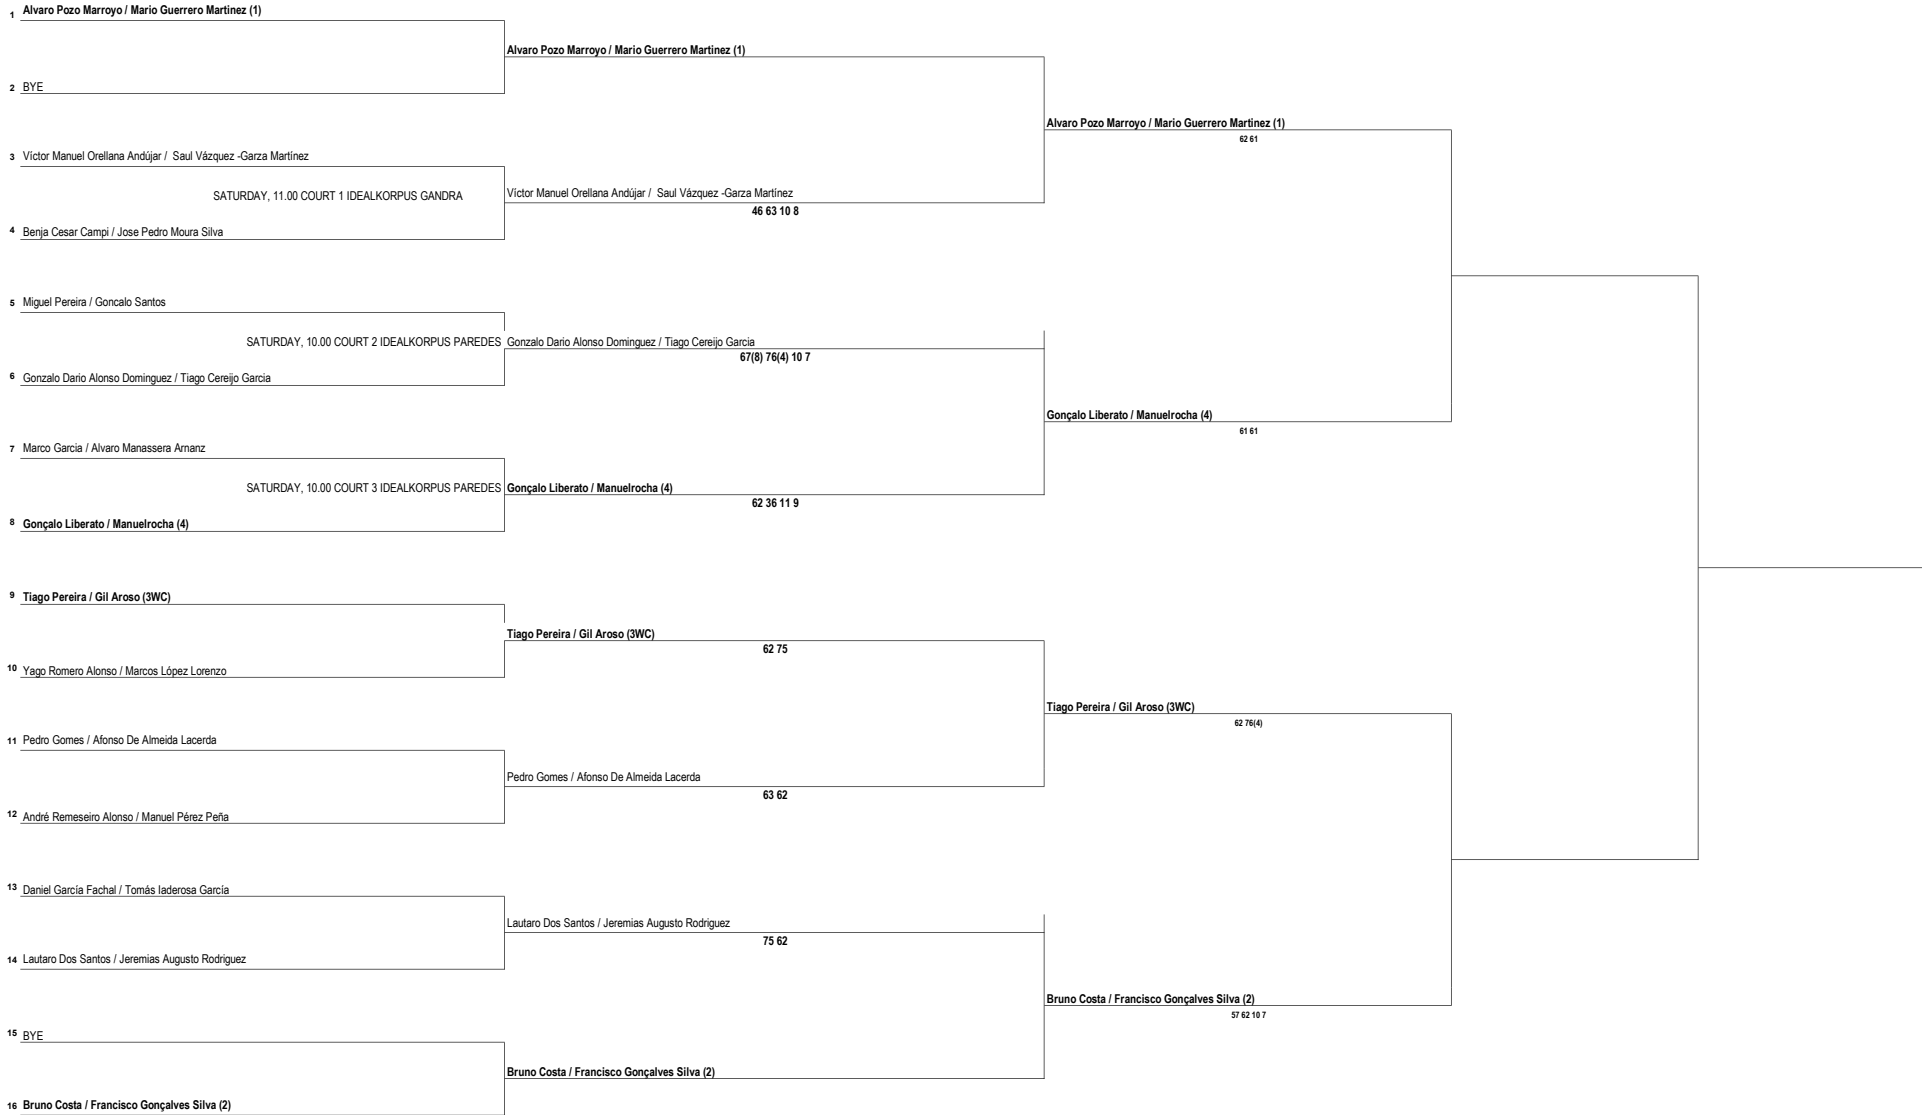 1 Alvaro Pozo Marroyo / Mario Guerrero Martinez (1)
Alvaro Pozo Marroyo / Mario Guerrero Martinez (1)
2 BYE
Alvaro Pozo Marroyo / Mario Guerrero Martinez (1)
62 61
3 Víctor Manuel Orellana Andújar / Saul Vázquez -Garza Martínez
SATURDAY, 11.00 COURT 1 IDEALKORPUS GANDRA
Víctor Manuel Orellana Andújar / Saul Vázquez -Garza Martínez
46 63 10 8
4 Benja Cesar Campi / Jose Pedro Moura Silva
5 Miguel Pereira / Goncalo Santos
SATURDAY, 10.00 COURT 2 IDEALKORPUS PAREDES
Gonzalo Dario Alonso Dominguez / Tiago Cereijo Garcia
67(8) 76(4) 10 7
6 Gonzalo Dario Alonso Dominguez / Tiago Cereijo Garcia
Gonçalo Liberato / Manuelrocha (4)
61 61
7 Marco Garcia / Alvaro Manassera Arnanz
SATURDAY, 10.00 COURT 3 IDEALKORPUS PAREDES
Gonçalo Liberato / Manuelrocha (4)
62 36 11 9
8 Gonçalo Liberato / Manuelrocha (4)
9 Tiago Pereira / Gil Aroso (3WC)
Tiago Pereira / Gil Aroso (3WC)
62 75
10 Yago Romero Alonso / Marcos López Lorenzo
Tiago Pereira / Gil Aroso (3WC)
62 76(4)
11 Pedro Gomes / Afonso De Almeida Lacerda
Pedro Gomes / Afonso De Almeida Lacerda
63 62
12 André Remeseiro Alonso / Manuel Pérez Peña
13 Daniel García Fachal / Tomás Iaderosa García
Lautaro Dos Santos / Jeremias Augusto Rodriguez
75 62
14 Lautaro Dos Santos / Jeremias Augusto Rodriguez
Bruno Costa / Francisco Gonçalves Silva (2)
57 62 10 7
15 BYE
Bruno Costa / Francisco Gonçalves Silva (2)
16 Bruno Costa / Francisco Gonçalves Silva (2)